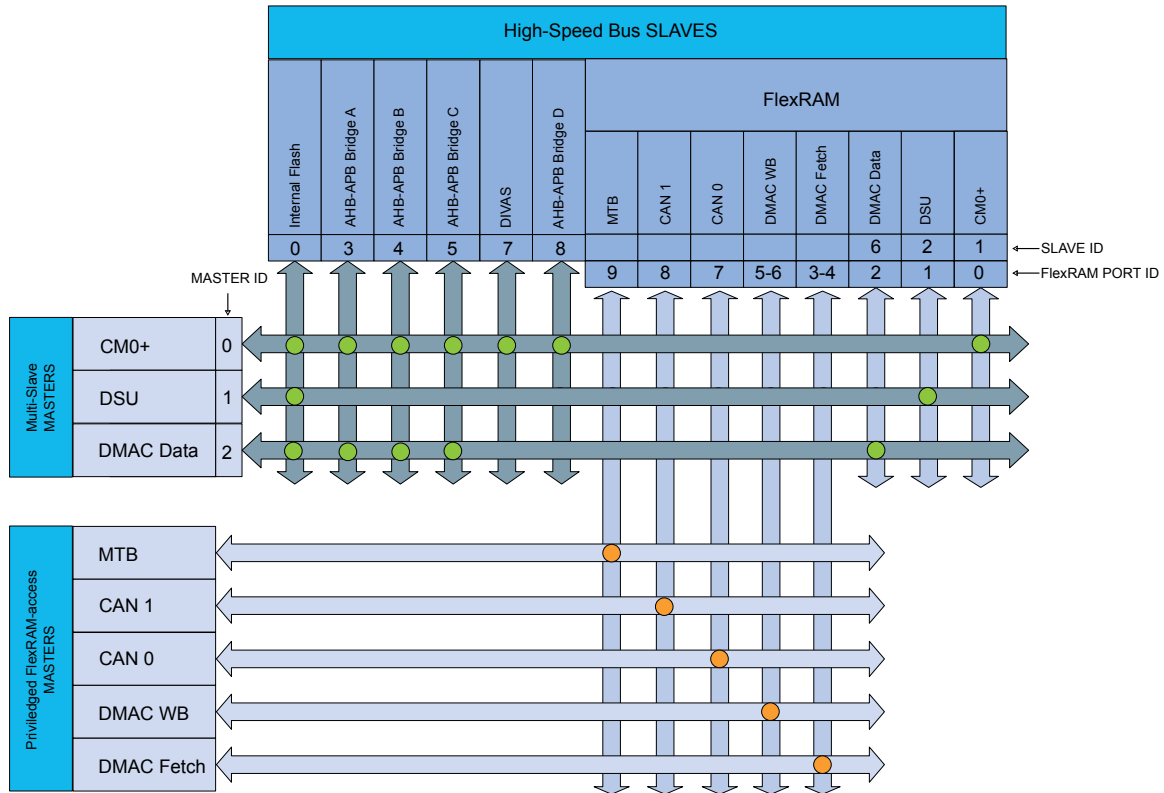 High-Speed Bus SLAVES
FlexRAM
Internal Flash
AHB-APB Bridge A
AHB-APB Bridge B
AHB-APB Bridge C
DIVAS
AHB-APB Bridge D
MTB
CAN 1
CAN 0
DMAC WB
DMAC Fetch
DMAC Data
DSU
CM0+
0 3 4 5 7 8 6 2 1 SLAVE ID
9 8 7 5-6 3-4 2 1 0 FlexRAM PORT ID
MASTER ID
Multi-Slave
MASTERS
CM0+ 0
DSU 1
DMAC Data 2
Priviledged FlexRAM-access
MASTERS
MTB
CAN 1
CAN 0
DMAC WB
DMAC Fetch